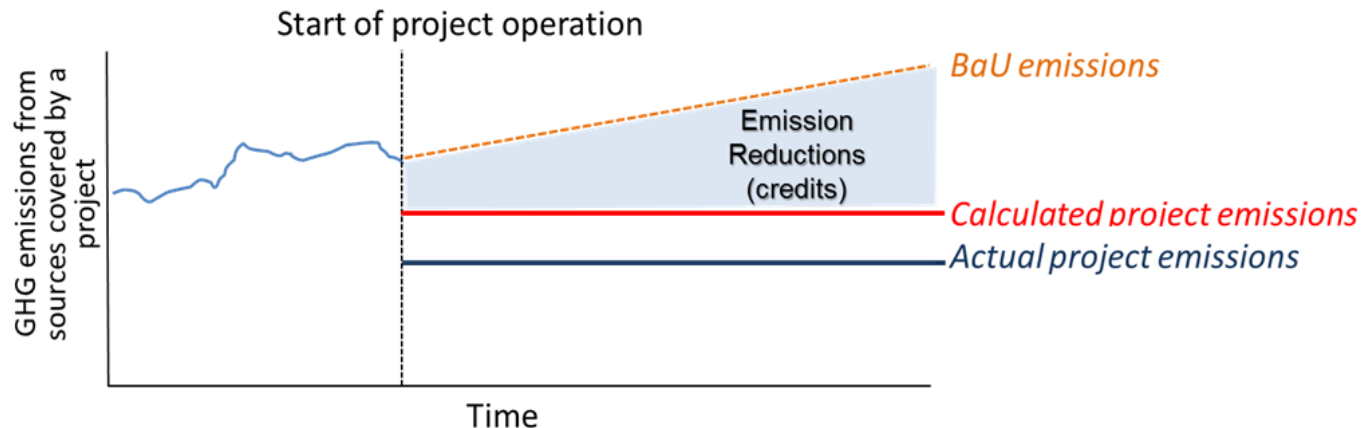 Start of project operation
GHG emissions from
sources covered by a
project
BaU emissions
Emission
Reductions
(credits)
Calculated project emissions
Actual project emissions
Time